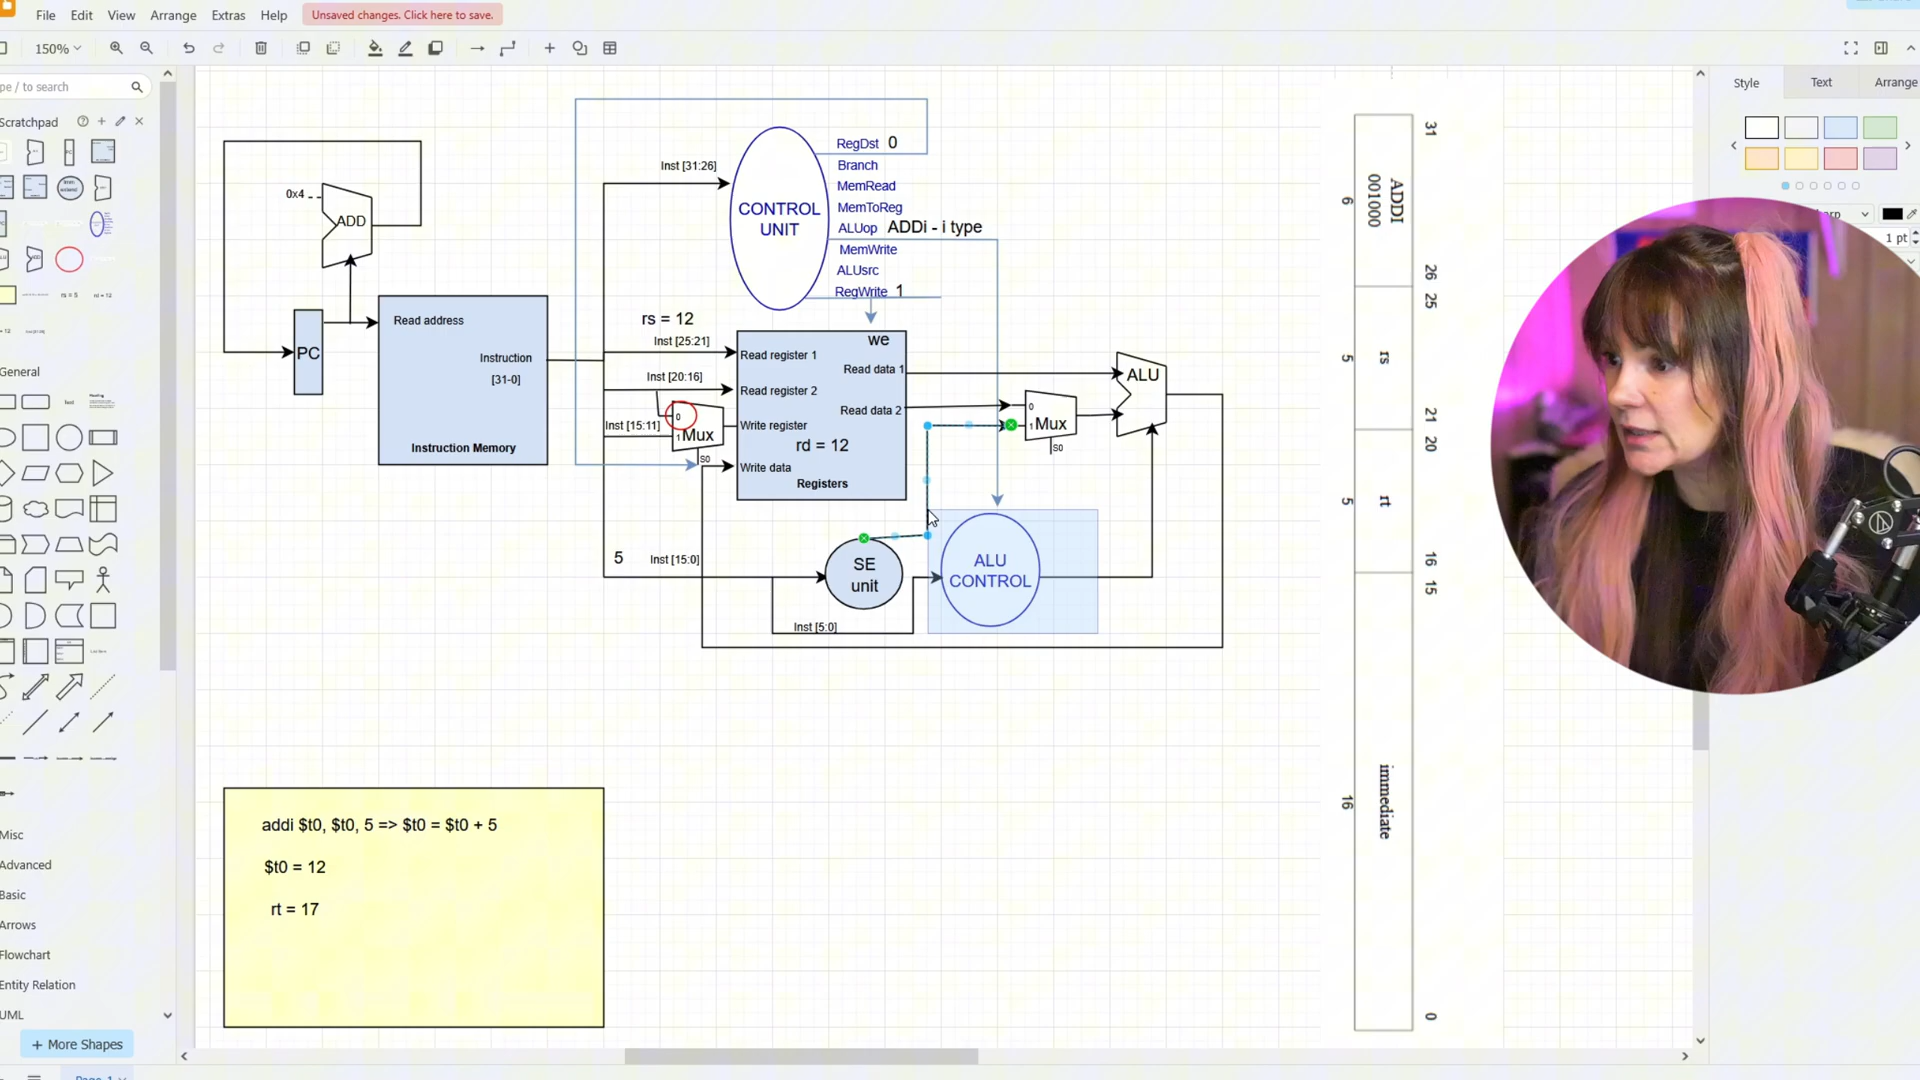 File Edit View Arrange Extras Help Unsaved changes. Click here to save.
150%
pe / to search
Scratchpad
General
Misc
Advanced
Basic
Arrows
Flowchart
Entity Relation
UML
+ More Shapes
Page-1
0x4
ADD
PC
Read address
Instruction
[31-0]
Instruction Memory
Inst [31:26]
CONTROL
UNIT
RegDst 0
Branch
MemRead
MemToReg
ALUop ADDi - i type
MemWrite
ALUsrc
RegWrite 1
rs = 12
Inst [25:21]
Inst [20:16]
Inst [15:11]
0
1
Mux
S0
we
Read register 1
Read data 1
Read register 2
Read data 2
Write register
rd = 12
Write data
Registers
0
1
Mux
S0
ALU
5
Inst [15:0]
SE
unit
ALU
CONTROL
Inst [5:0]
addi $t0, $t0, 5 => $t0 = $t0 + 5
$t0 = 12
rt = 17
31
ADDI
001000
6
26
25
rs
5
21
20
rt
5
16
15
immediate
16
0
Style Text Arrange
1 pt